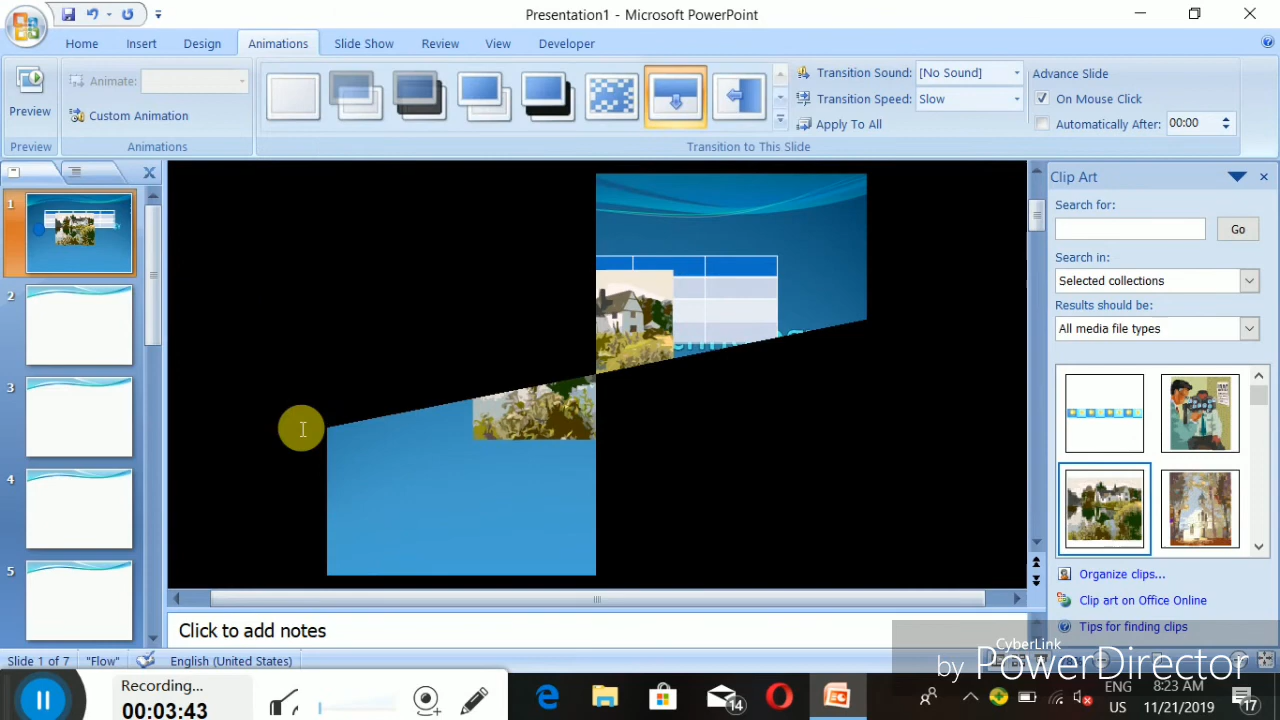 Presentation1 - Microsoft PowerPoint
Home Insert Design Animations Slide Show Review View Developer
Preview
Animate:
Custom Animation
Transition Sound: [No Sound]
Transition Speed: Slow
Apply To All
Advance Slide
On Mouse Click
Automatically After: 00:00
Preview Animations Transition to This Slide
1
2
3
4
5
Clip Art
Search for:
Go
Search in:
Selected collections
Results should be:
All media file types
Organize clips...
Clip art on Office Online
Tips for finding clips
Click to add notes
Slide 1 of 7 "Flow" English (United States)
CyberLink
by PowerDirector
Recording...
00:03:43
14
ENG
US
8:23 AM
11/21/2019
17